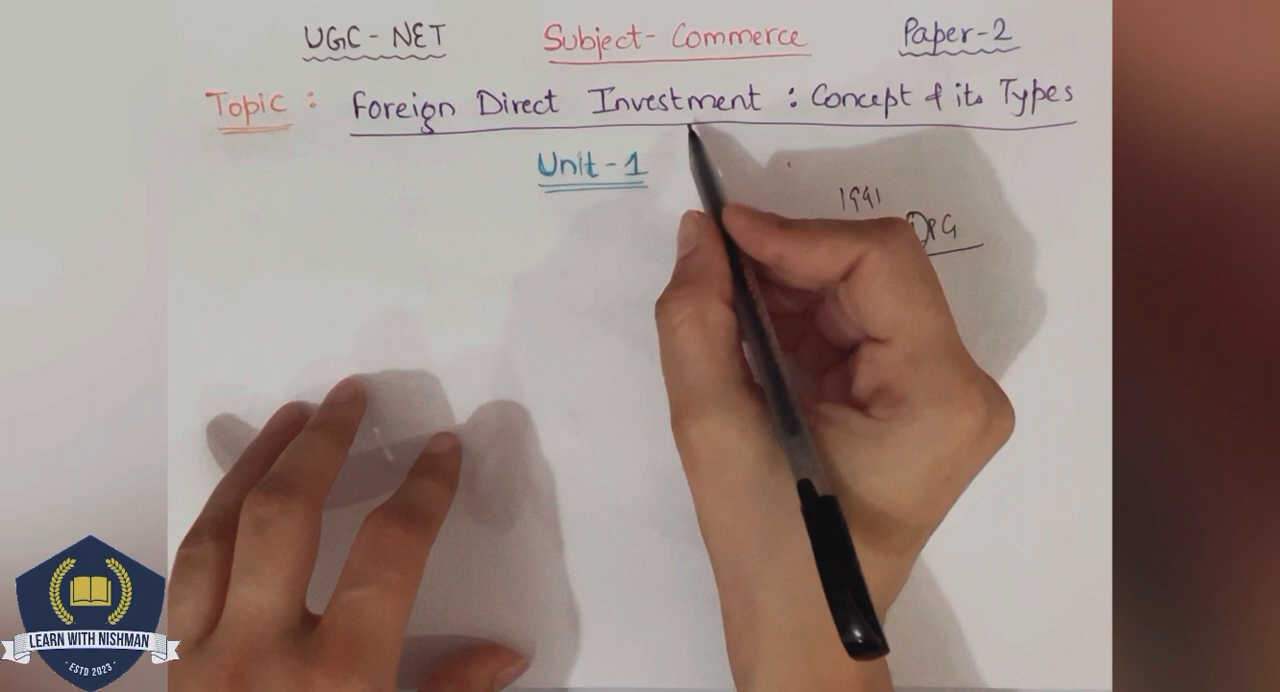 UGC - NET Subject - Commerce Paper-2
Topic : Foreign Direct Investment : Concept & its Types
Unit - 1
1991
LEARN WITH NISHMAN
- ESTD 2023 -